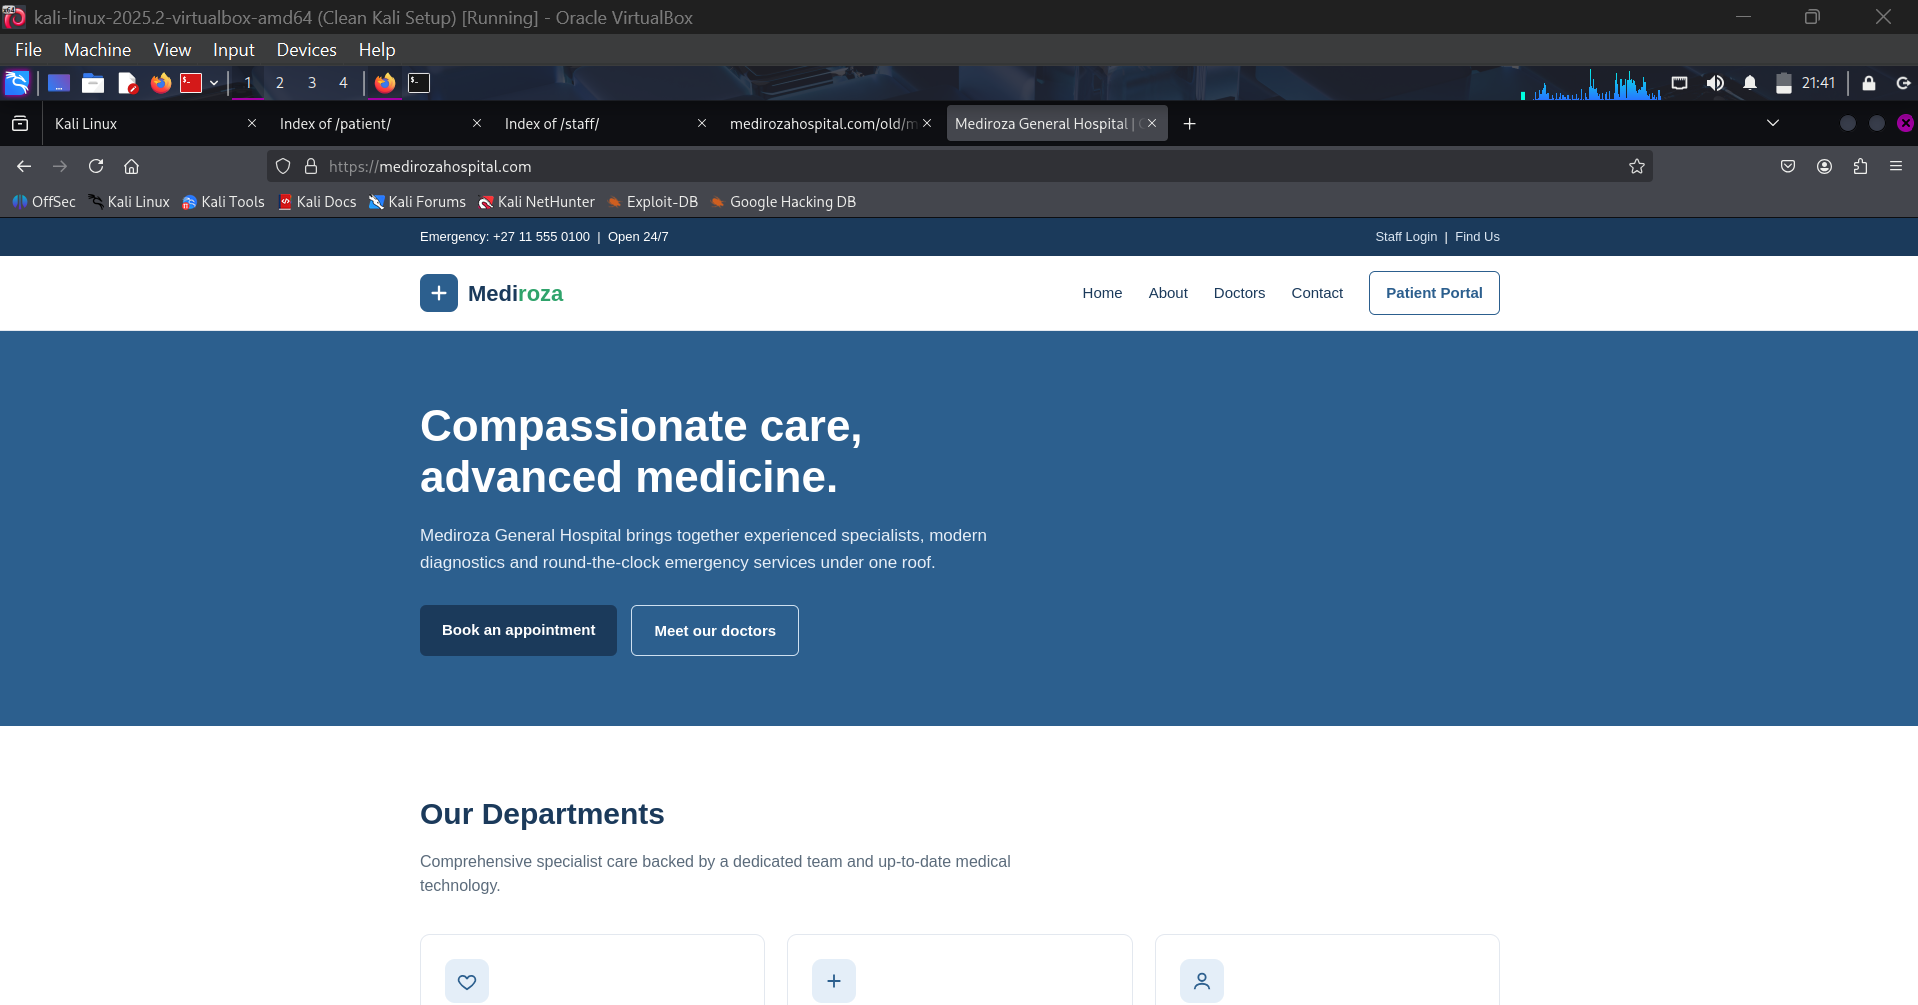 kali-linux-2025.2-virtualbox-amd64 (Clean Kali Setup) [Running] - Oracle VirtualBox
File Machine View Input Devices Help
1 2 3 4 21:41
Kali Linux Index of /patient/ Index of /staff/ medirozahospital.com/old/m Mediroza General Hospital |
https://medirozahospital.com
OffSec Kali Linux Kali Tools Kali Docs Kali Forums Kali NetHunter Exploit-DB Google Hacking DB
Emergency: +27 11 555 0100 | Open 24/7 Staff Login | Find Us
Mediroza Home About Doctors Contact Patient Portal
Compassionate care,
advanced medicine.
Mediroza General Hospital brings together experienced specialists, modern
diagnostics and round-the-clock emergency services under one roof.
Book an appointment Meet our doctors
Our Departments
Comprehensive specialist care backed by a dedicated team and up-to-date medical
technology.